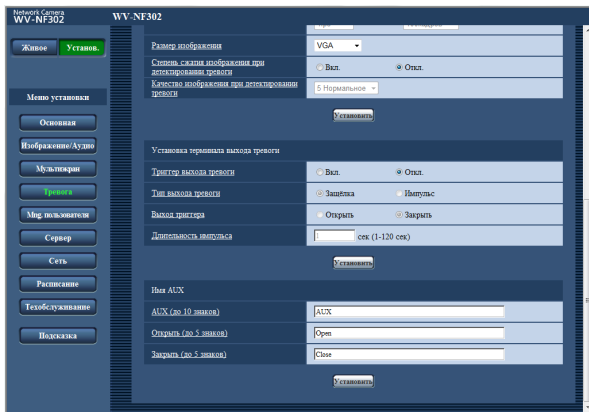 Network Camera
WV-NF302
WV-NF302
Живое
Установ.
Меню установки
Основная
Изображение/Аудио
Мультиэкран
Тревога
Mng. пользователя
Сервер
Сеть
Расписание
Техобслуживание
Подсказка
Размер изображения
VGA
Степень сжатия изображения при
детектировании тревоги
Вкл.
Откл.
Качество изображения при детектировании
тревоги
5 Нормальное
Установить
Установка терминала выхода тревоги
Триггер выхода тревоги
Вкл.
Откл.
Тип выхода тревоги
Защёлка
Импульс
Выход триггера
Открыть
Закрыть
Длительность импульса
1
сек (1-120 сек)
Установить
Имя AUX
AUX (до 10 знаков)
AUX
Открыть (до 5 знаков)
Open
Закрыть (до 5 знаков)
Close
Установить